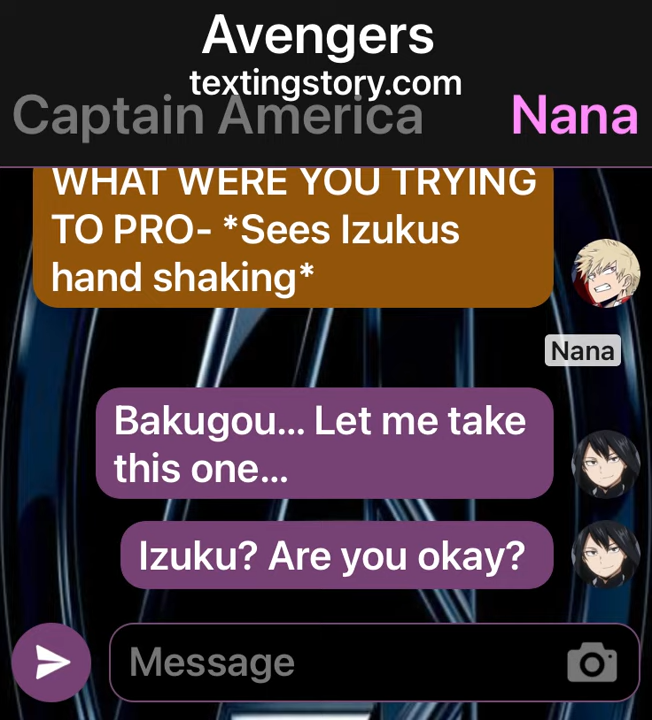 Avengers
textingstory.com
Captain America
Nana
WHAT WERE YOU TRYING
TO PRO- *Sees Izukus
hand shaking*
Nana
Bakugou... Let me take
this one...
Izuku? Are you okay?
Message